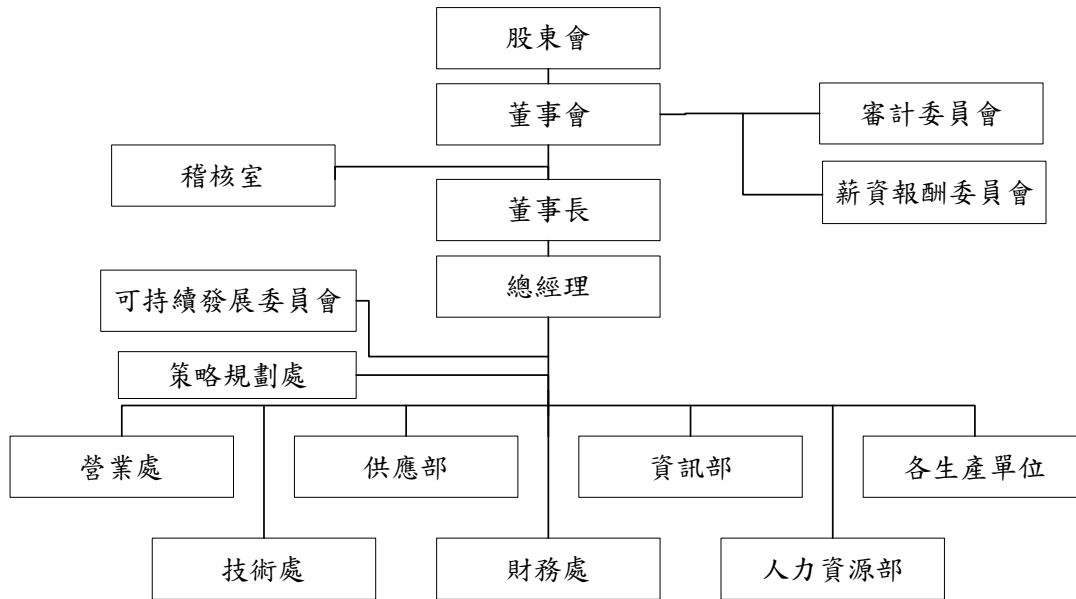 股東會
董事會
審計委員會
稽核室
薪資報酬委員會
董事長
總經理
可持續發展委員會
策略規劃處
營業處
供應部
資訊部
各生產單位
技術處
財務處
人力資源部